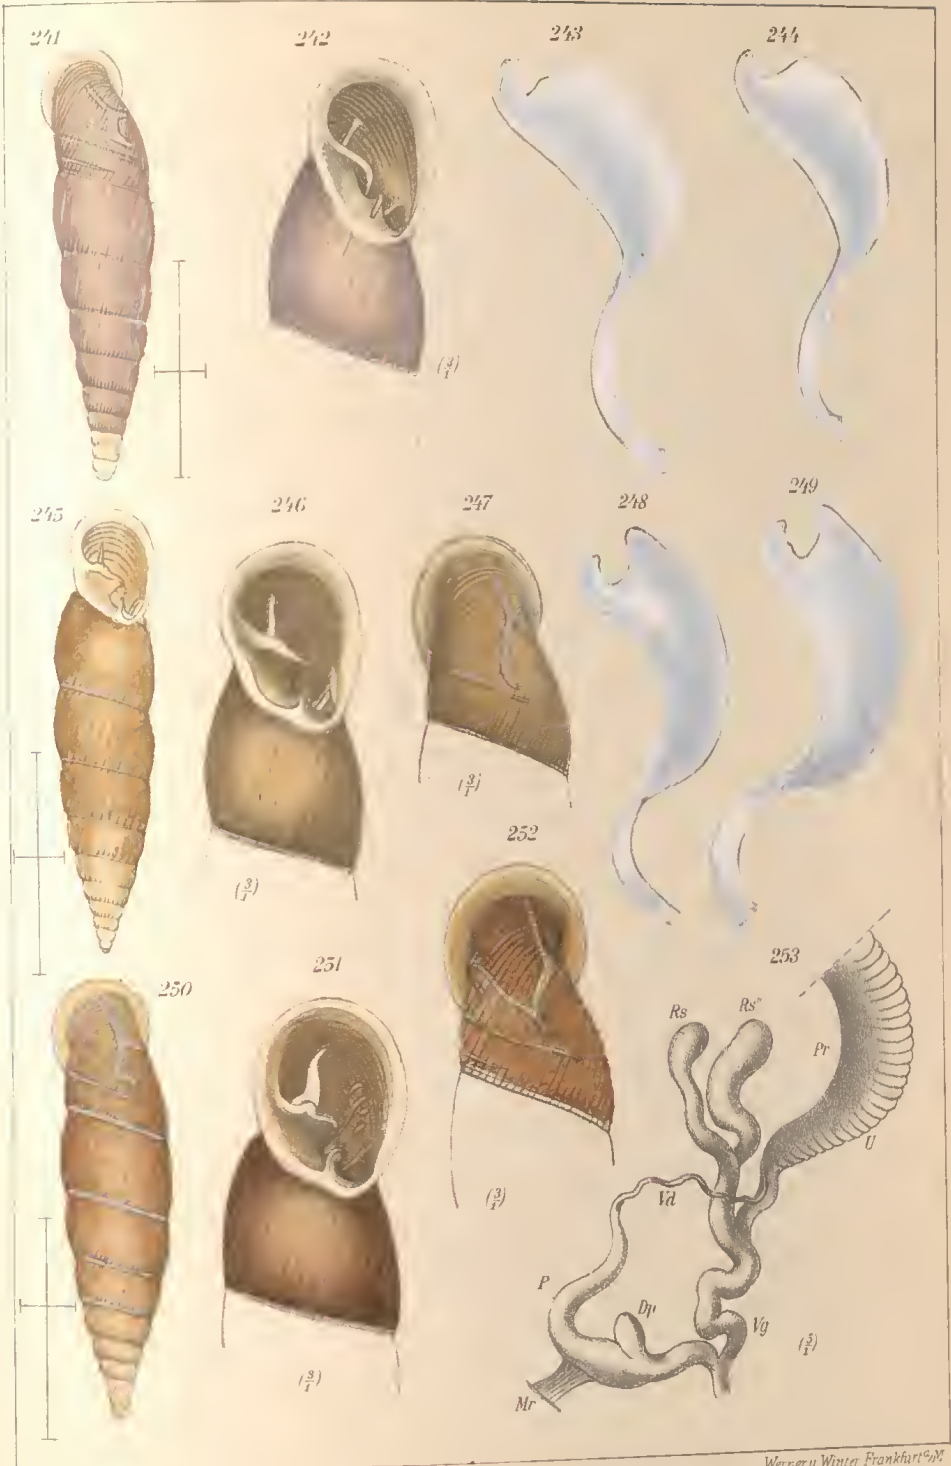 241
242
243
244
(3/1)
245
246
247
248
249
(3/1)
(3/1)
252
250
251
253
Rs
Rs'
Pr
U
Vd
(3/1)
P
Dp
Vg
(5/1)
(3/1)
Mr
Werner u Winter Frankfurt a/M.